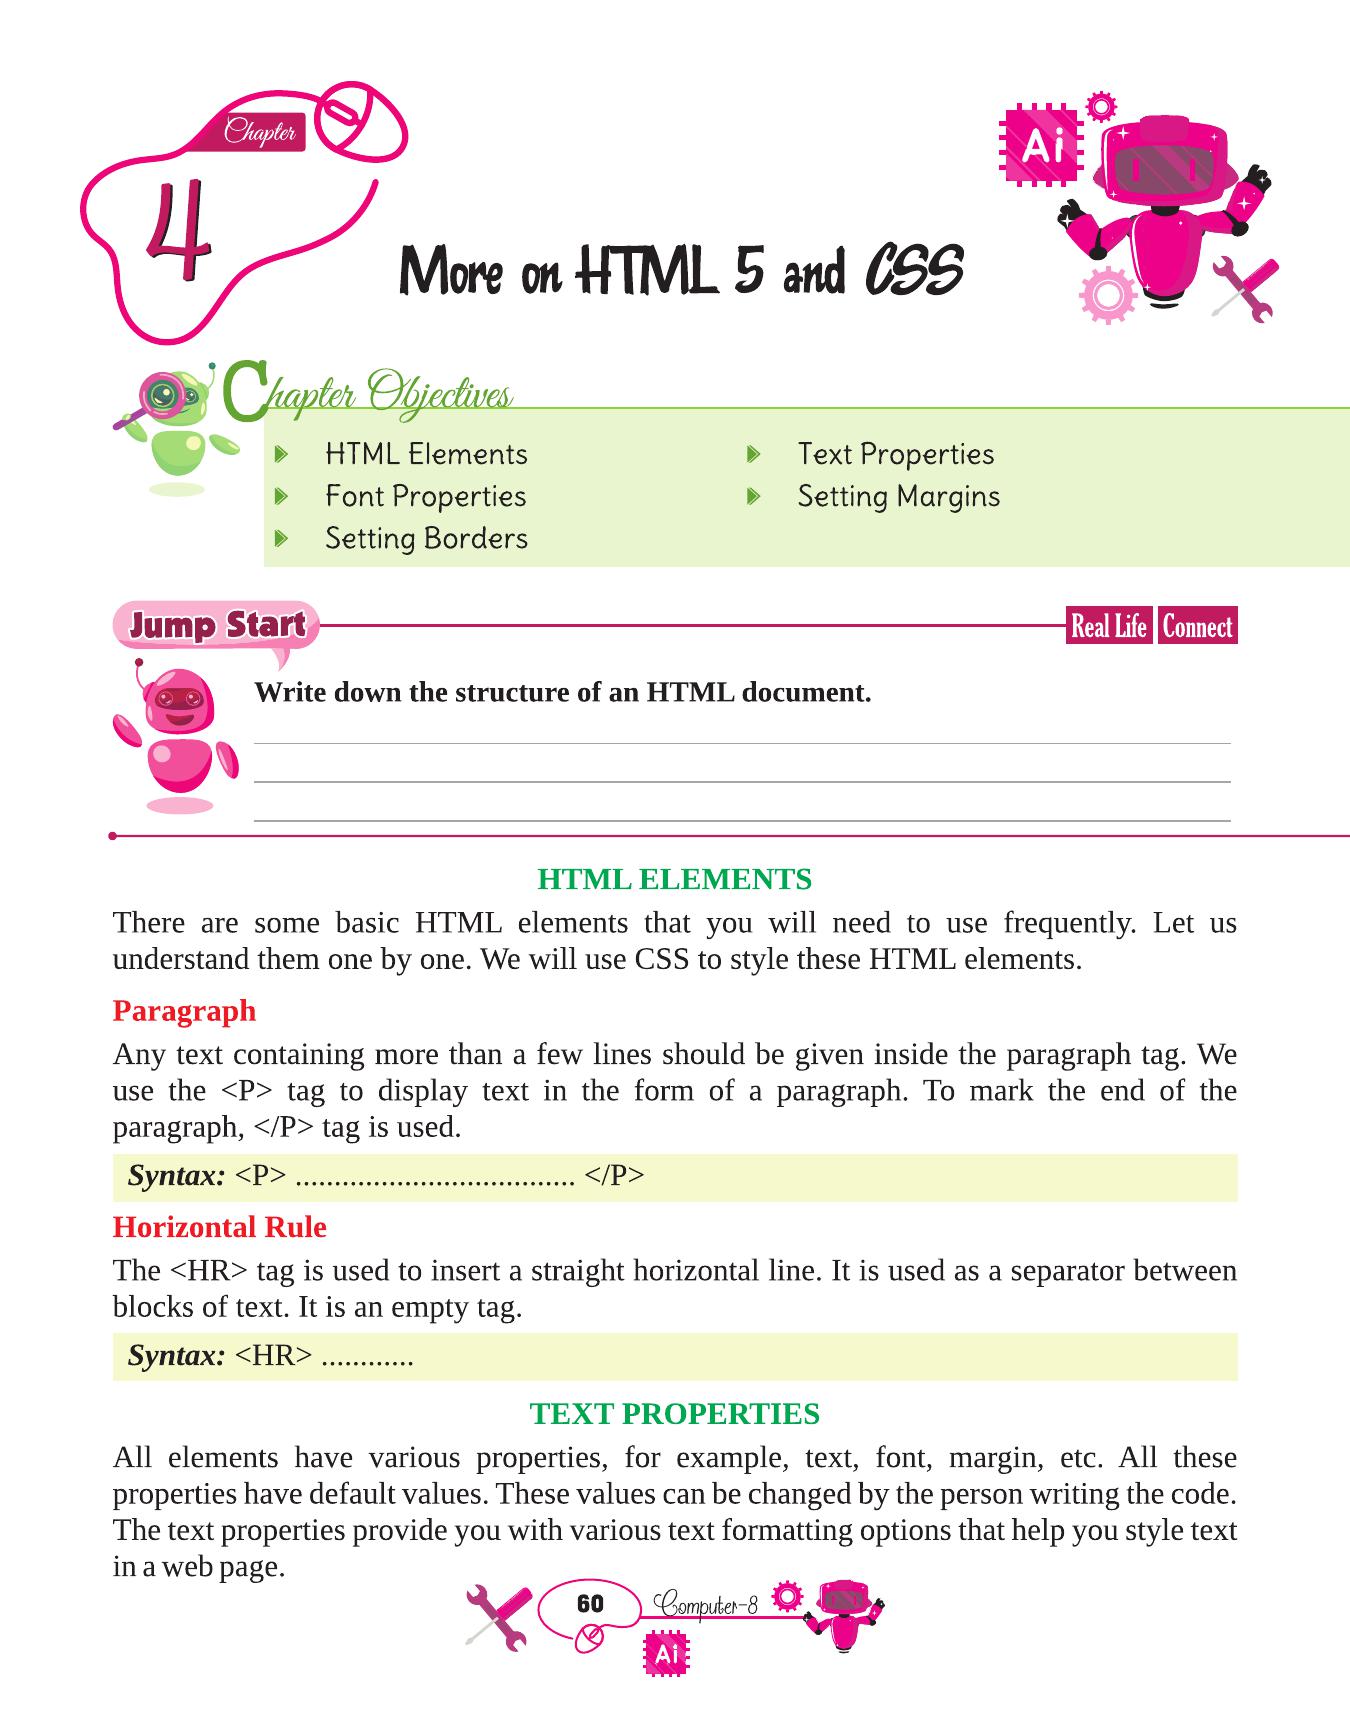 Chapter
4
Ai
More on HTML 5 and CSS
Chapter Objectives
HTML Elements
Text Properties
Font Properties
Setting Margins
Setting Borders
Jump Start
Real Life Connect
Write down the structure of an HTML document.
HTML ELEMENTS
There are some basic HTML elements that you will need to use frequently. Let us
understand them one by one. We will use CSS to style these HTML elements.
Paragraph
Any text containing more than a few lines should be given inside the paragraph tag. We
use the <P> tag to display text in the form of a paragraph. To mark the end of the
paragraph, </P> tag is used.
Syntax: <P> .................................... </P>
Horizontal Rule
The <HR> tag is used to insert a straight horizontal line. It is used as a separator between
blocks of text. It is an empty tag.
Syntax: <HR> ............
TEXT PROPERTIES
All elements have various properties, for example, text, font, margin, etc. All these
properties have default values. These values can be changed by the person writing the code.
The text properties provide you with various text formatting options that help you style text
in a web page.
60
Computer-8
Ai